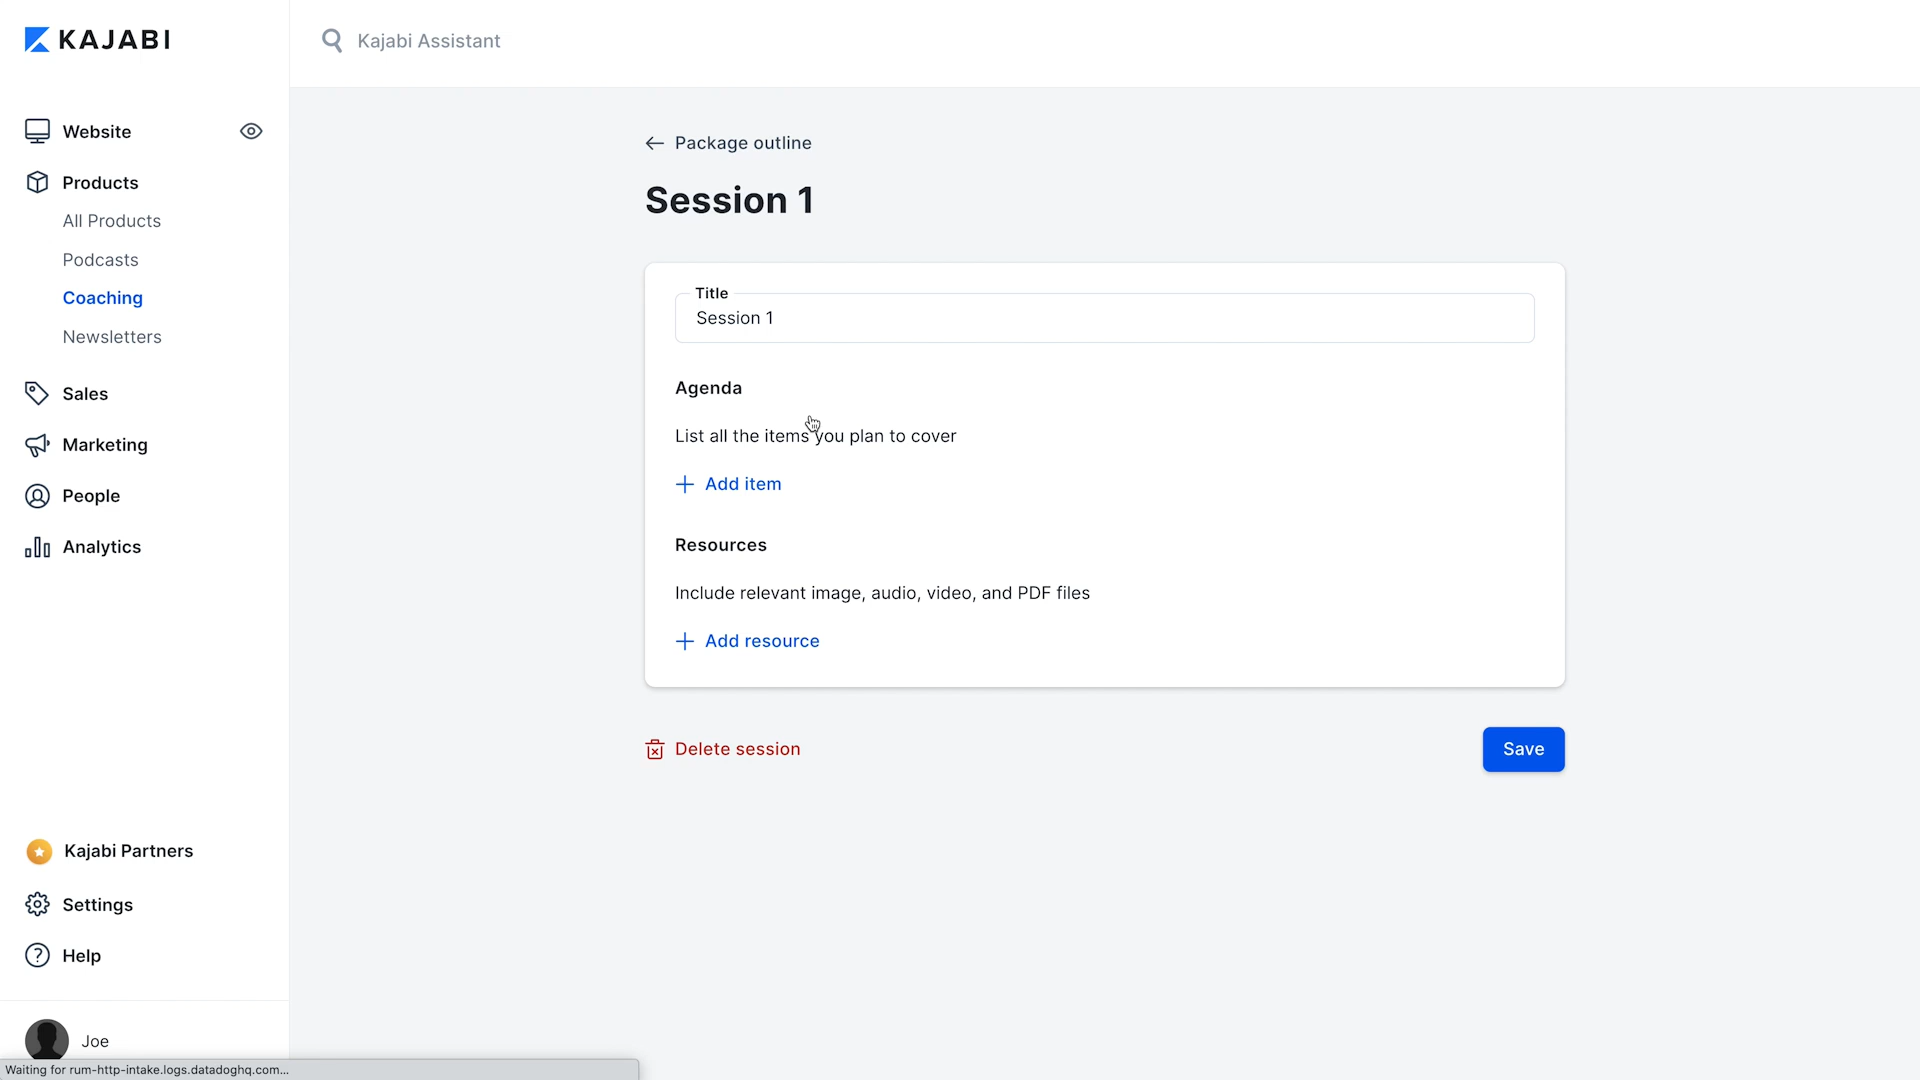 KAJABI
Kajabi Assistant
Website
Products
All Products
Podcasts
Coaching
Newsletters
Sales
Marketing
People
Analytics
Kajabi Partners
Settings
Help
Joe
Waiting for rum-http-intake.logs.datadoghq.com...
Package outline
Session 1
Title
Session 1
Agenda
List all the items you plan to cover
Add item
Resources
Include relevant image, audio, video, and PDF files
Add resource
Delete session
Save